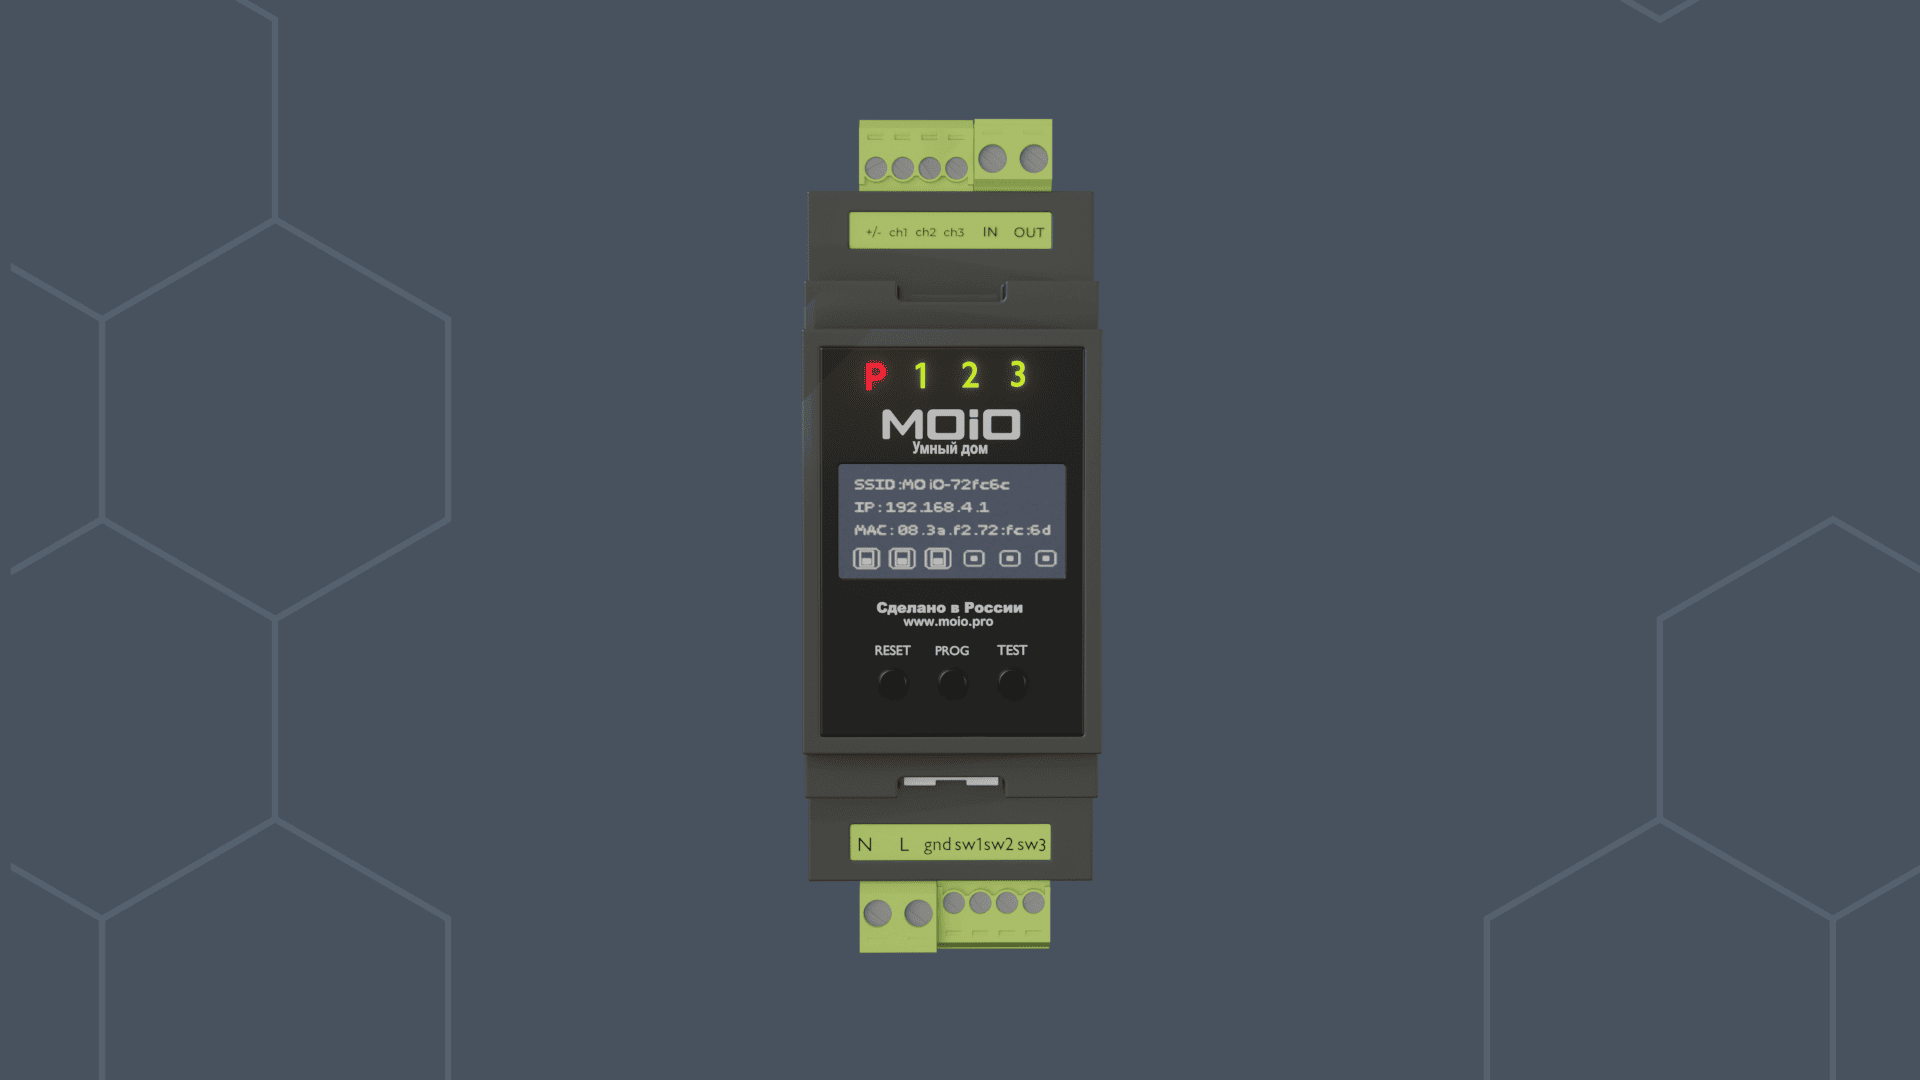 +/- ch1 ch2 ch3 IN OUT
P 1 2 3
MOiO
Умный дом
SSID:MOiO-72fc6c
IP:192.168.4.1
MAC:08.3a.f2.72:fc:6d
Сделано в России
www.moio.pro
RESET PROG TEST
N L gnd sw1 sw2 sw3